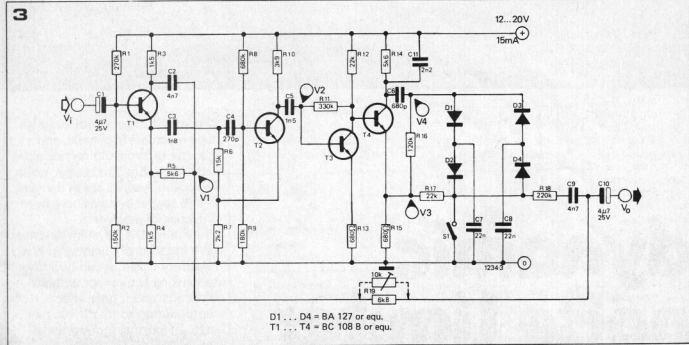 3
12...20V
15mA
R1
270k
R3
1k5
C2
4n7
R8
680k
R10
3k9
R12
22k
R14
5k6
C11
2n2
C1
4µ7
25V
Vi
T1
C3
1n8
C4
270p
T2
C5
1n5
V2
R11
330k
T3
T4
C6
680p
V4
D1
D3
R6
15k
R16
120k
D2
D4
R5
5k6
V1
V3
R17
22k
R18
220k
C9
4n7
C10
4µ7
25V
Vo
R2
150k
R4
1k5
R7
2k2
R9
180k
R13
680Ω
R15
680Ω
S1
C7
22n
C8
22n
1234-3
0
10k
R19
6k8
D1 ... D4 = BA 127 or equ.
T1 ... T4 = BC 108 B or equ.